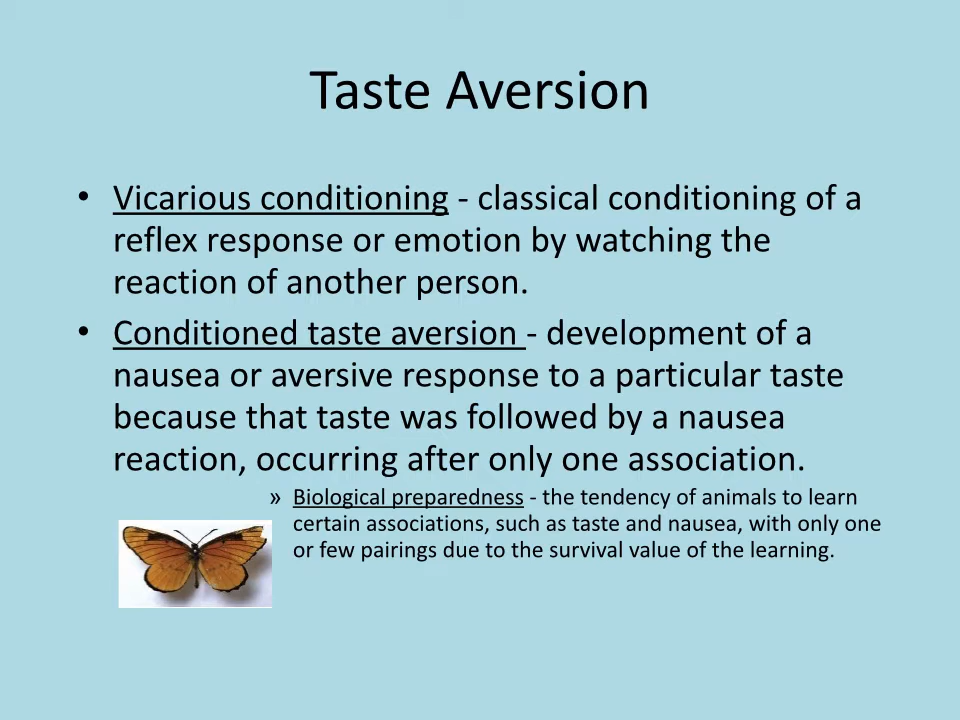 Taste Aversion
• Vicarious conditioning - classical conditioning of a
reflex response or emotion by watching the
reaction of another person.
• Conditioned taste aversion - development of a
nausea or aversive response to a particular taste
because that taste was followed by a nausea
reaction, occurring after only one association.
» Biological preparedness - the tendency of animals to learn
certain associations, such as taste and nausea, with only one
or few pairings due to the survival value of the learning.